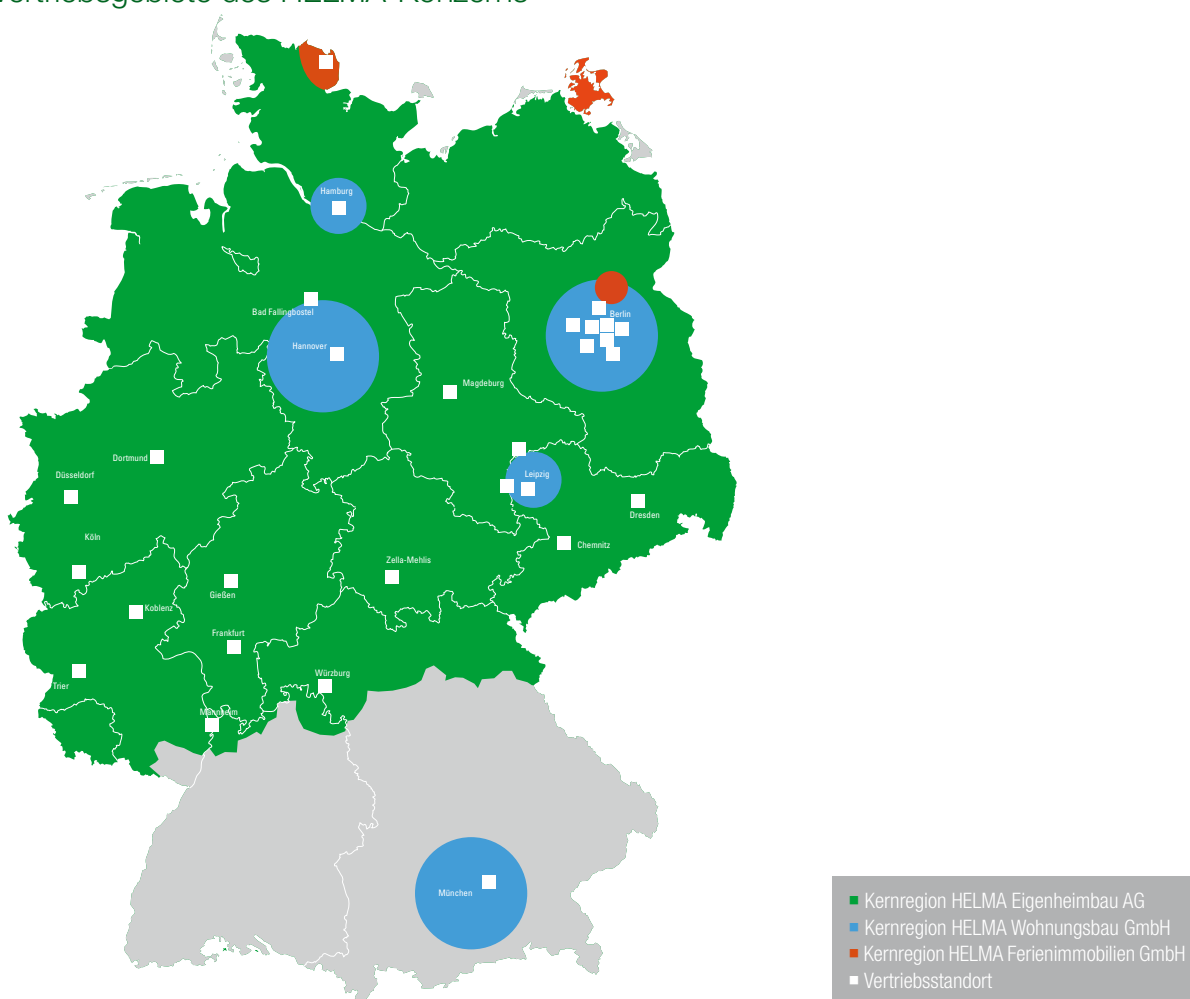 Vertriebsgebiete des HELMA-Konzerns
Hamburg
Bad Fallingbostel
Berlin
Hannover
Magdeburg
Dortmund
Düsseldorf
Leipzig
Dresden
Köln
Chemnitz
Zella-Mehlis
Gießen
Koblenz
Frankfurt
Würzburg
Trier
Mannheim
München
Kernregion HELMA Eigenheimbau AG
Kernregion HELMA Wohnungsbau GmbH
Kernregion HELMA Ferienimmobilien GmbH
Vertriebsstandort